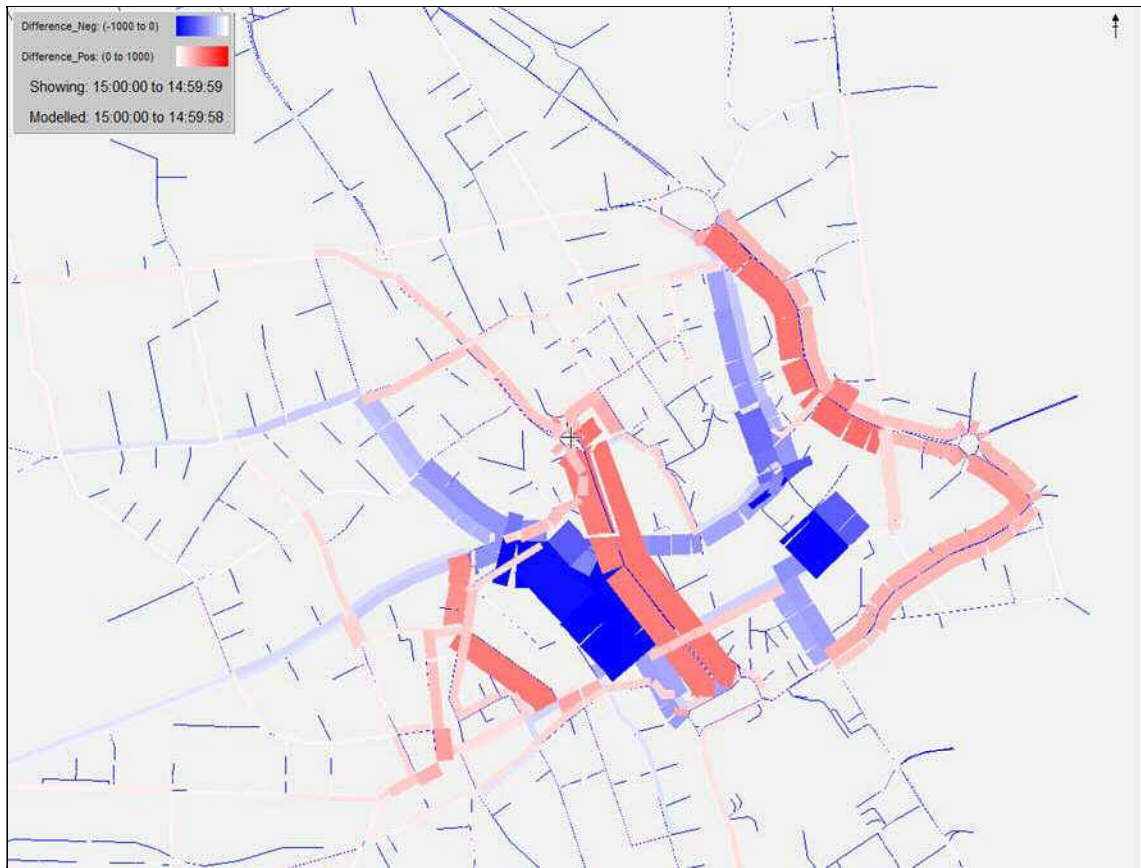 Difference_Neg: (-1000 to 0)
Difference_Pos: (0 to 1000)
Showing: 15:00:00 to 14:59:59
Modelled: 15:00:00 to 14:59:58